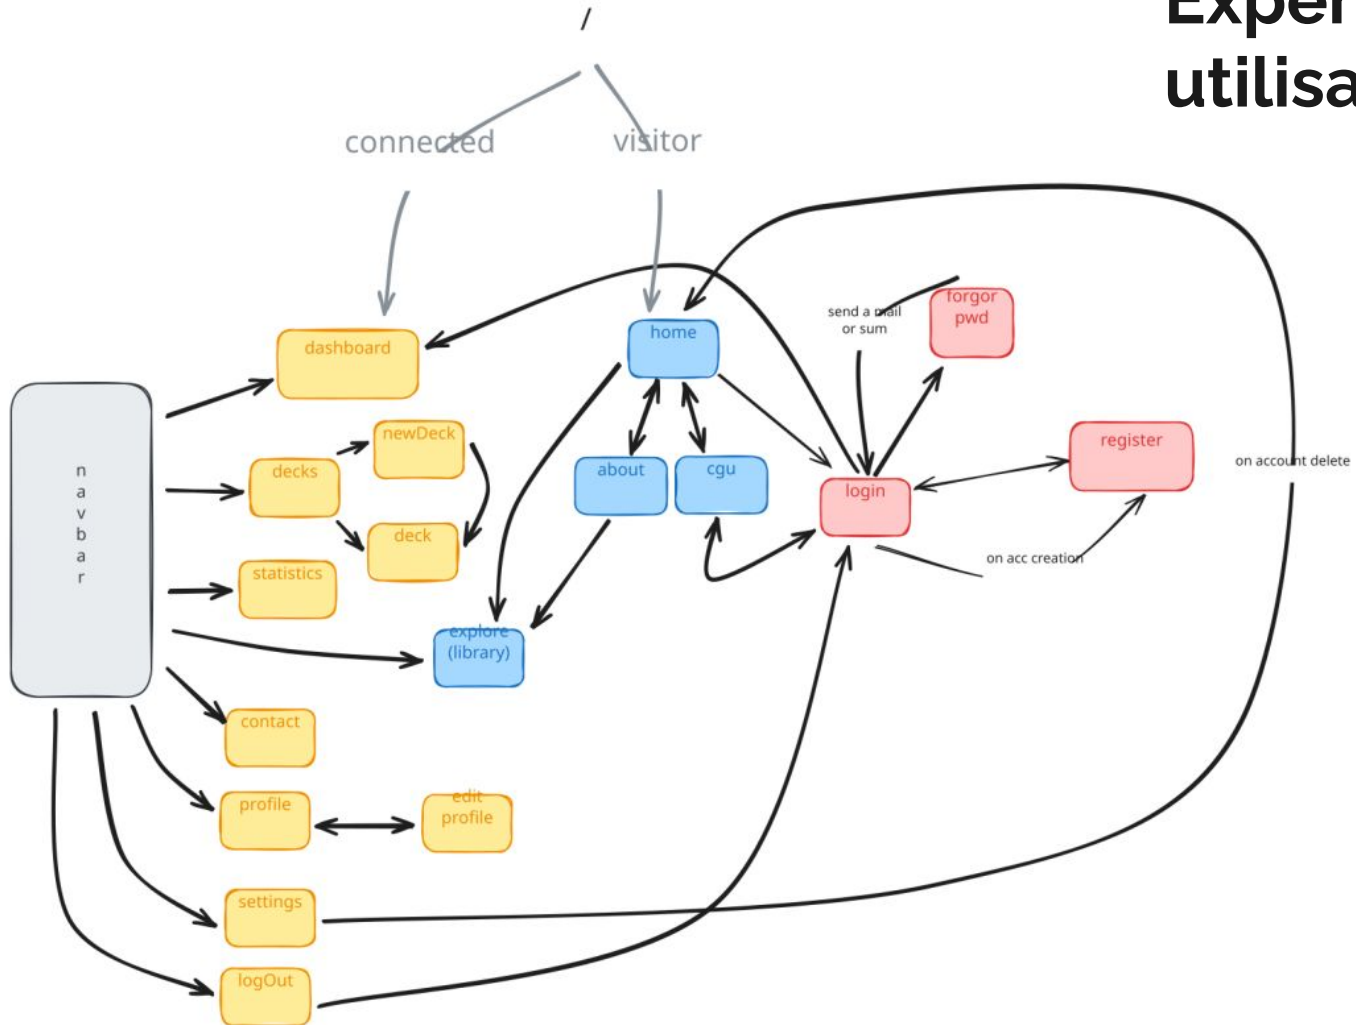 /
Exper
utilisa
connected
visitor
home
dashboard
send a mail
or sum
forgor
pwd
newDeck
decks
deck
statistics
about
cgu
login
register
on account delete
on acc creation
n
a
v
b
a
r
explore
(library)
contact
profile
edit
profile
settings
logOut